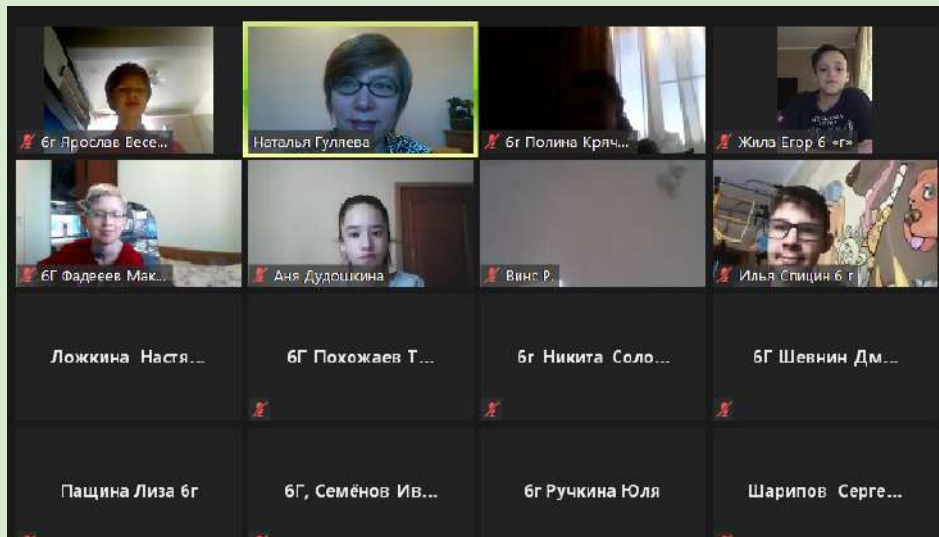 6г Ярослав Весе...
Наталья Гуляева
6г Полина Кряч...
Жила Егор 6 «г»
6Г Фадееев Мак...
Аня Дудошкина
Винс Р.
Илья Спицин 6 г
Ложкина Настя...
6Г Похожаев Т...
6г Никита Соло...
6Г Шевнин Дм...
Пащина Лиза 6г
6Г, Семёнов Ив...
6г Ручкина Юля
Шарипов Серге...